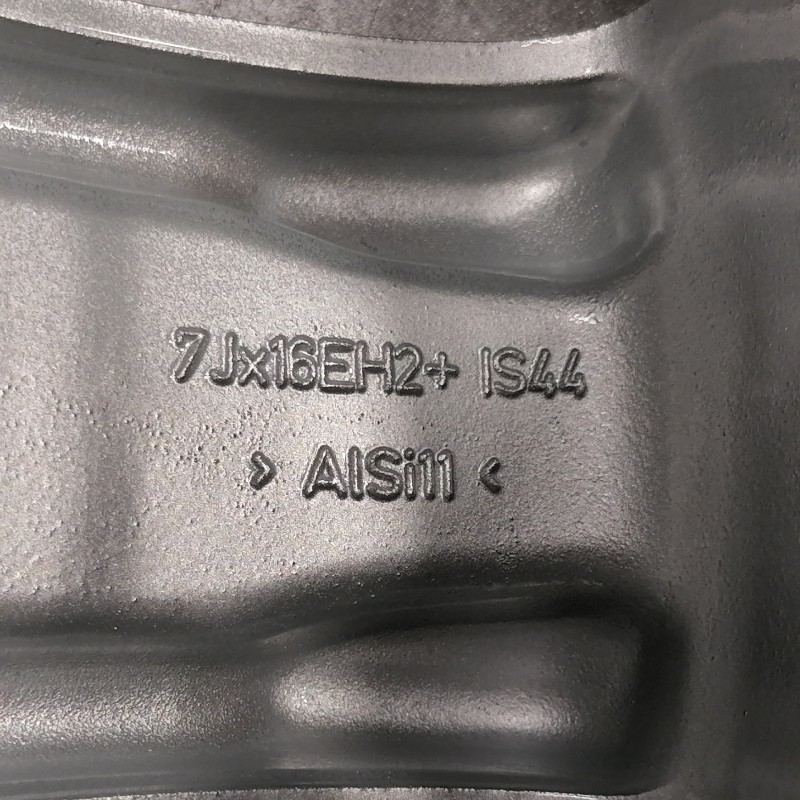 7Jx16EH2+ IS44
> AlSi11 <